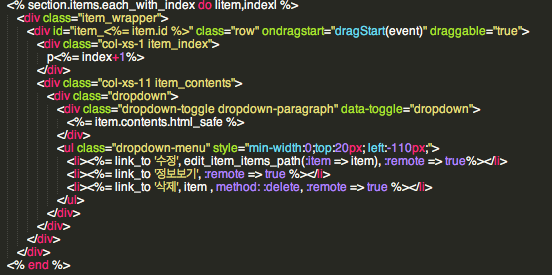 <% section.items.each_with_index do |item,index| %>
<div class="item_wrapper">
<div id="item_<%= item.id %>" class="row" ondragstart="dragStart(event)" draggable="true">
<div class="col-xs-1 item_index">
p<%= index+1%>
</div>
<div class="col-xs-11 item_contents">
<div class="dropdown">
<div class="dropdown-toggle dropdown-paragraph" data-toggle="dropdown">
<%= item.contents.html_safe %>
</div>
<ul class="dropdown-menu" style="min-width:0;top:20px; left:-110px;">
<li><%= link_to '수정', edit_item_items_path(:item => item), :remote => true%></li>
<li><%= link_to '정보보기', :remote => true %></li>
<li><%= link_to '삭제', item , method: :delete, :remote => true %></li>
</ul>
</div>
</div>
</div>
</div>
<% end %>